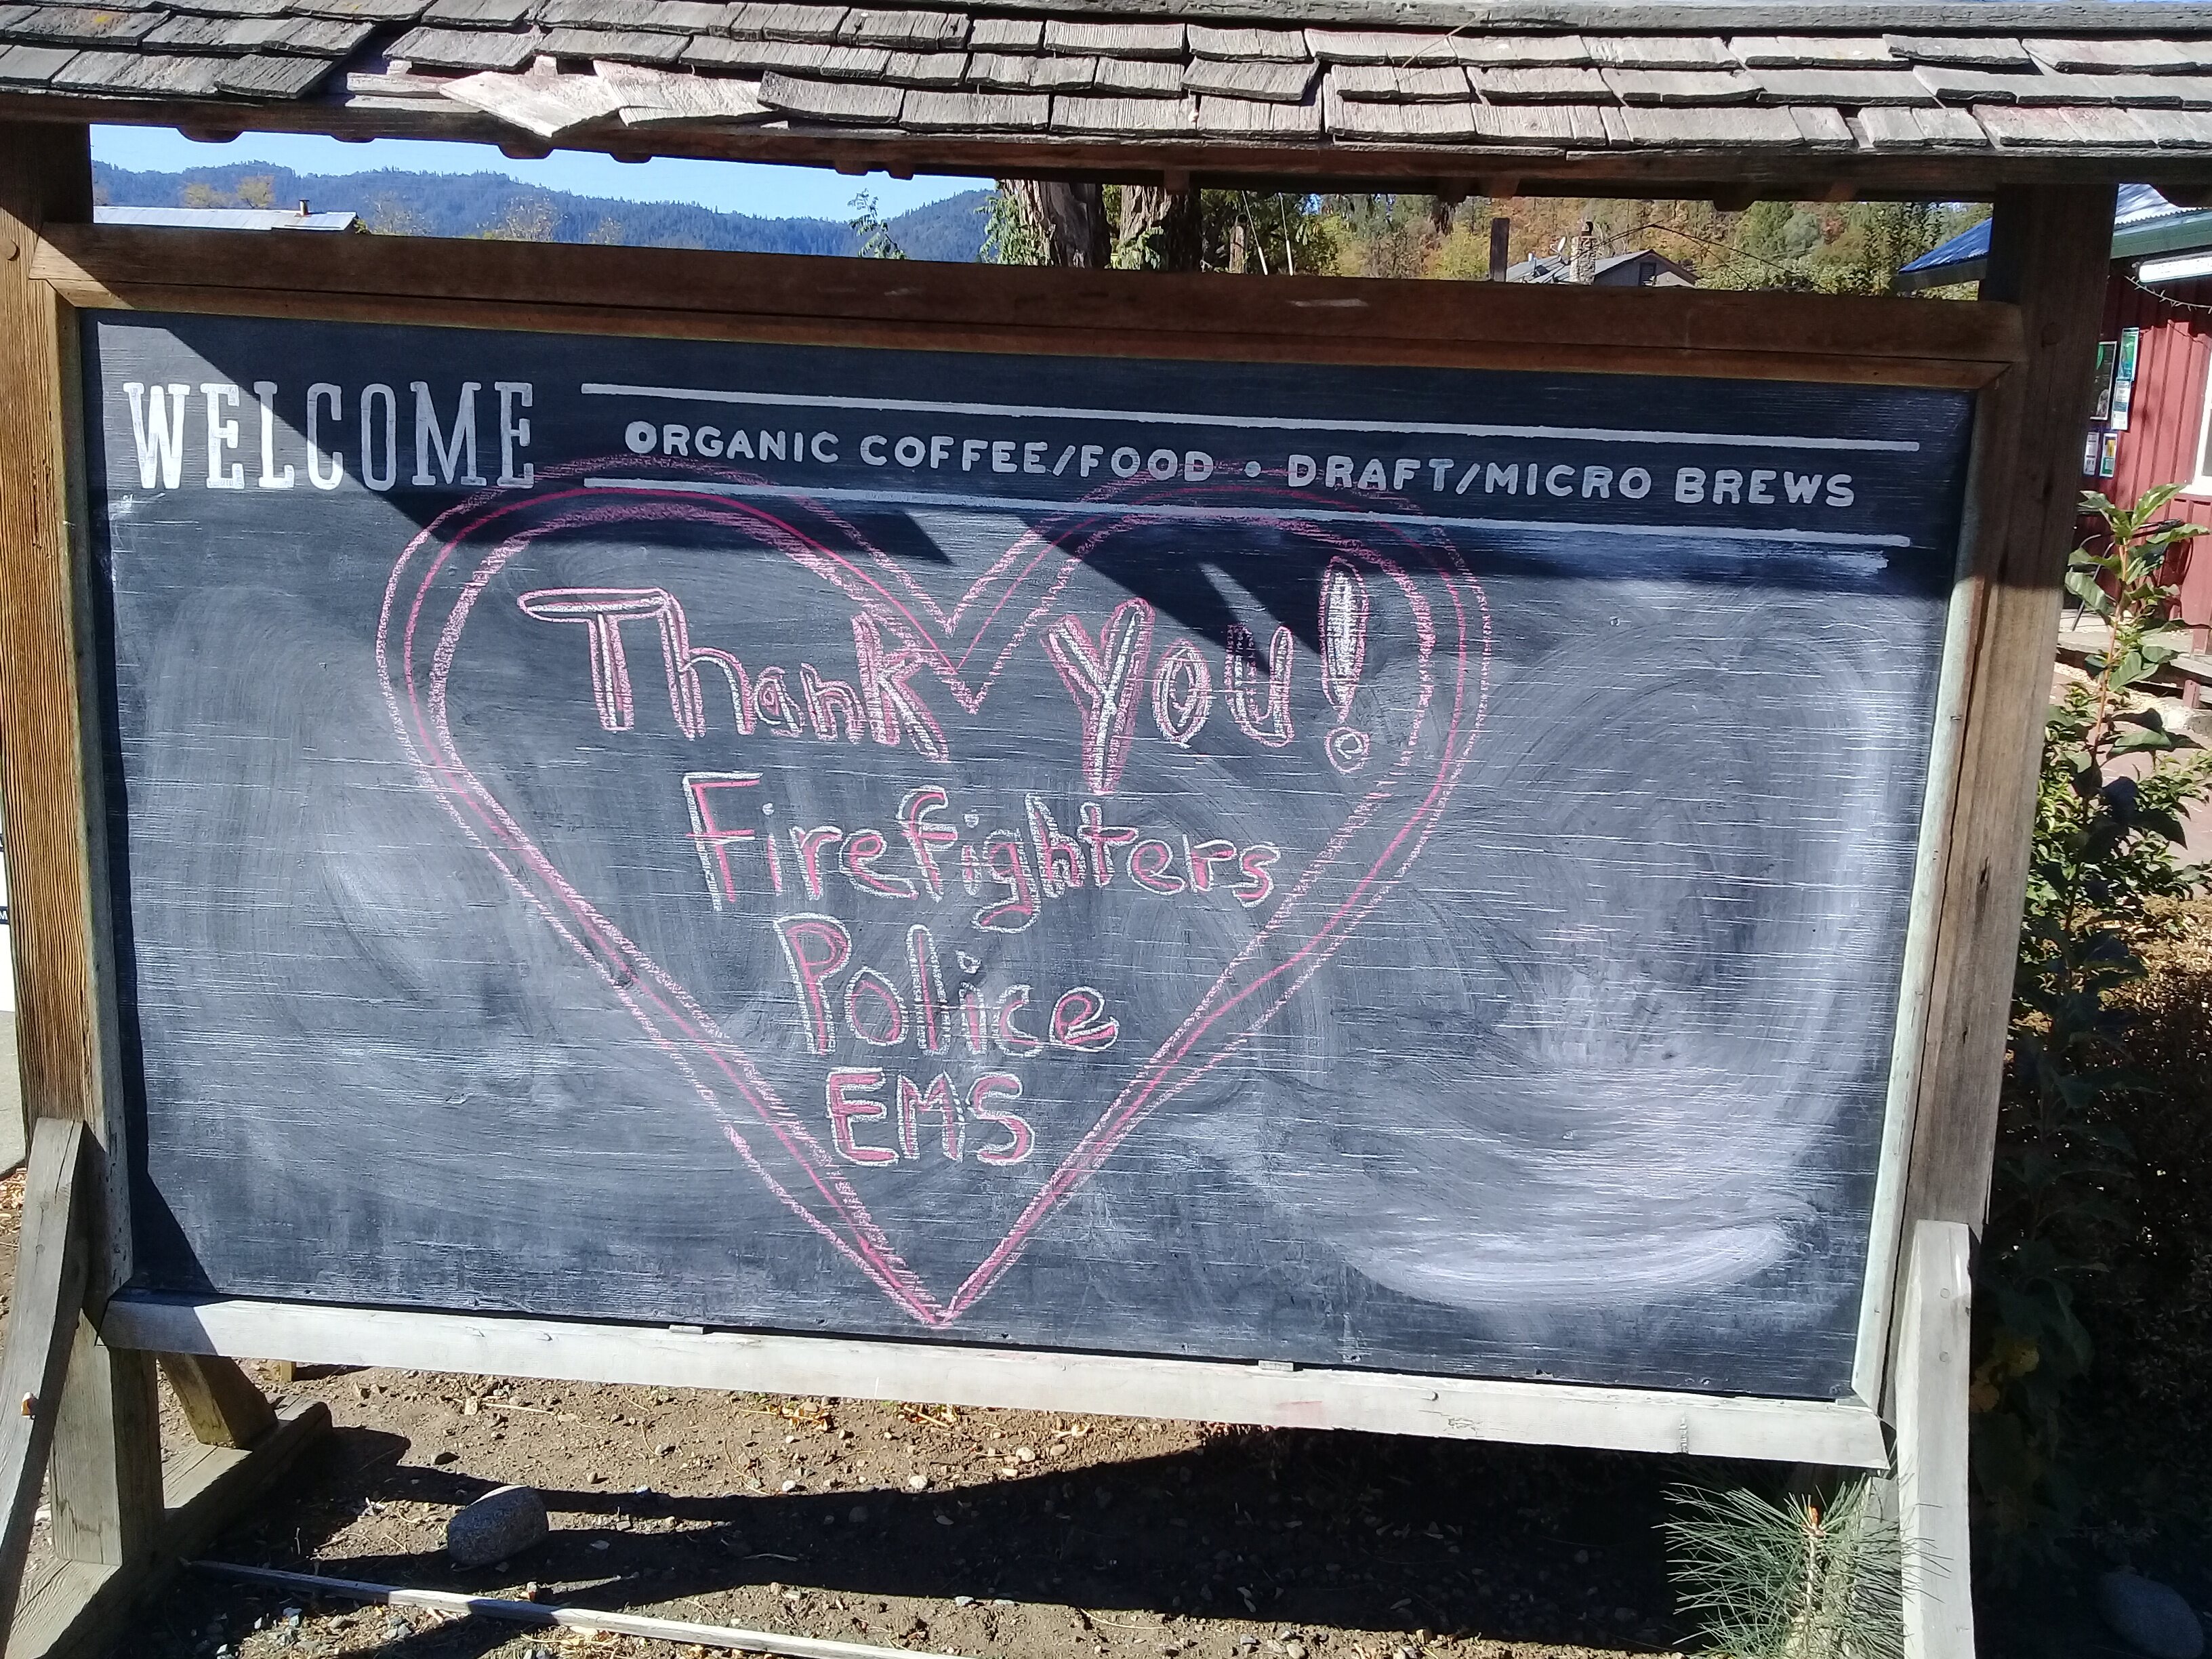 WELCOME
ORGANIC COFFEE/FOOD • DRAFT/MICRO BREWS
Thank You!
Firefighters
Police
EMS